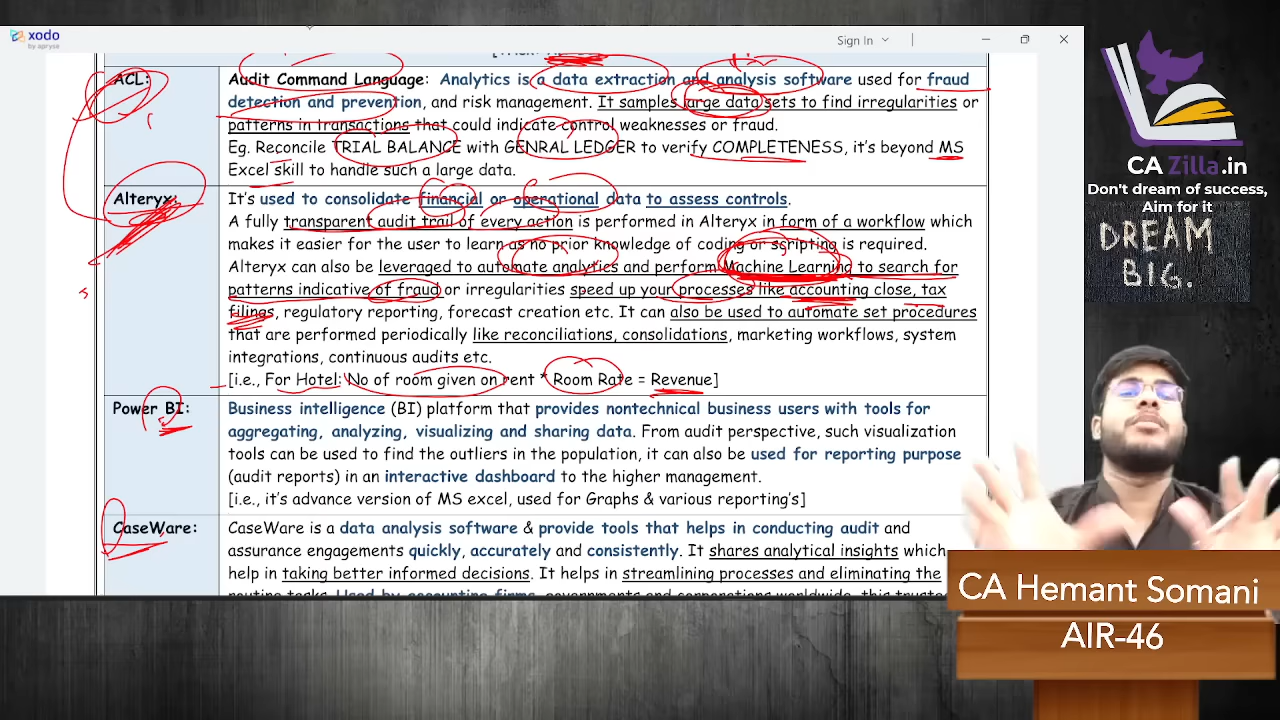 xodo
by apryse
Sign In
ACL:
Audit Command Language: Analytics is a data extraction and analysis software used for fraud
detection and prevention, and risk management. It samples large data sets to find irregularities or
patterns in transactions that could indicate control weaknesses or fraud.
Eg. Reconcile TRIAL BALANCE with GENRAL LEDGER to verify COMPLETENESS, it's beyond MS
Excel skill to handle such a large data.
Alteryx:
It's used to consolidate financial or operational data to assess controls.
A fully transparent audit trail of every action is performed in Alteryx in form of a workflow which
makes it easier for the user to learn as no prior knowledge of coding or scripting is required.
Alteryx can also be leveraged to automate analytics and perform Machine Learning to search for
patterns indicative of fraud or irregularities speed up your processes like accounting close, tax
filings, regulatory reporting, forecast creation etc. It can also be used to automate set procedures
that are performed periodically like reconciliations, consolidations, marketing workflows, system
integrations, continuous audits etc.
[i.e., For Hotel: No of room given on rent * Room Rate = Revenue]
Power BI:
Business intelligence (BI) platform that provides nontechnical business users with tools for
aggregating, analyzing, visualizing and sharing data. From audit perspective, such visualization
tools can be used to find the outliers in the population, it can also be used for reporting purpose
(audit reports) in an interactive dashboard to the higher management.
[i.e., it's advance version of MS excel, used for Graphs & various reporting's]
CaseWare:
CaseWare is a data analysis software & provide tools that helps in conducting audit and
assurance engagements quickly, accurately and consistently. It shares analytical insights which
help in taking better informed decisions. It helps in streamlining processes and eliminating the
CA Zilla.in
Don't dream of success,
Aim for it
DREAM
BIG.
CA Hemant Somani
AIR-46